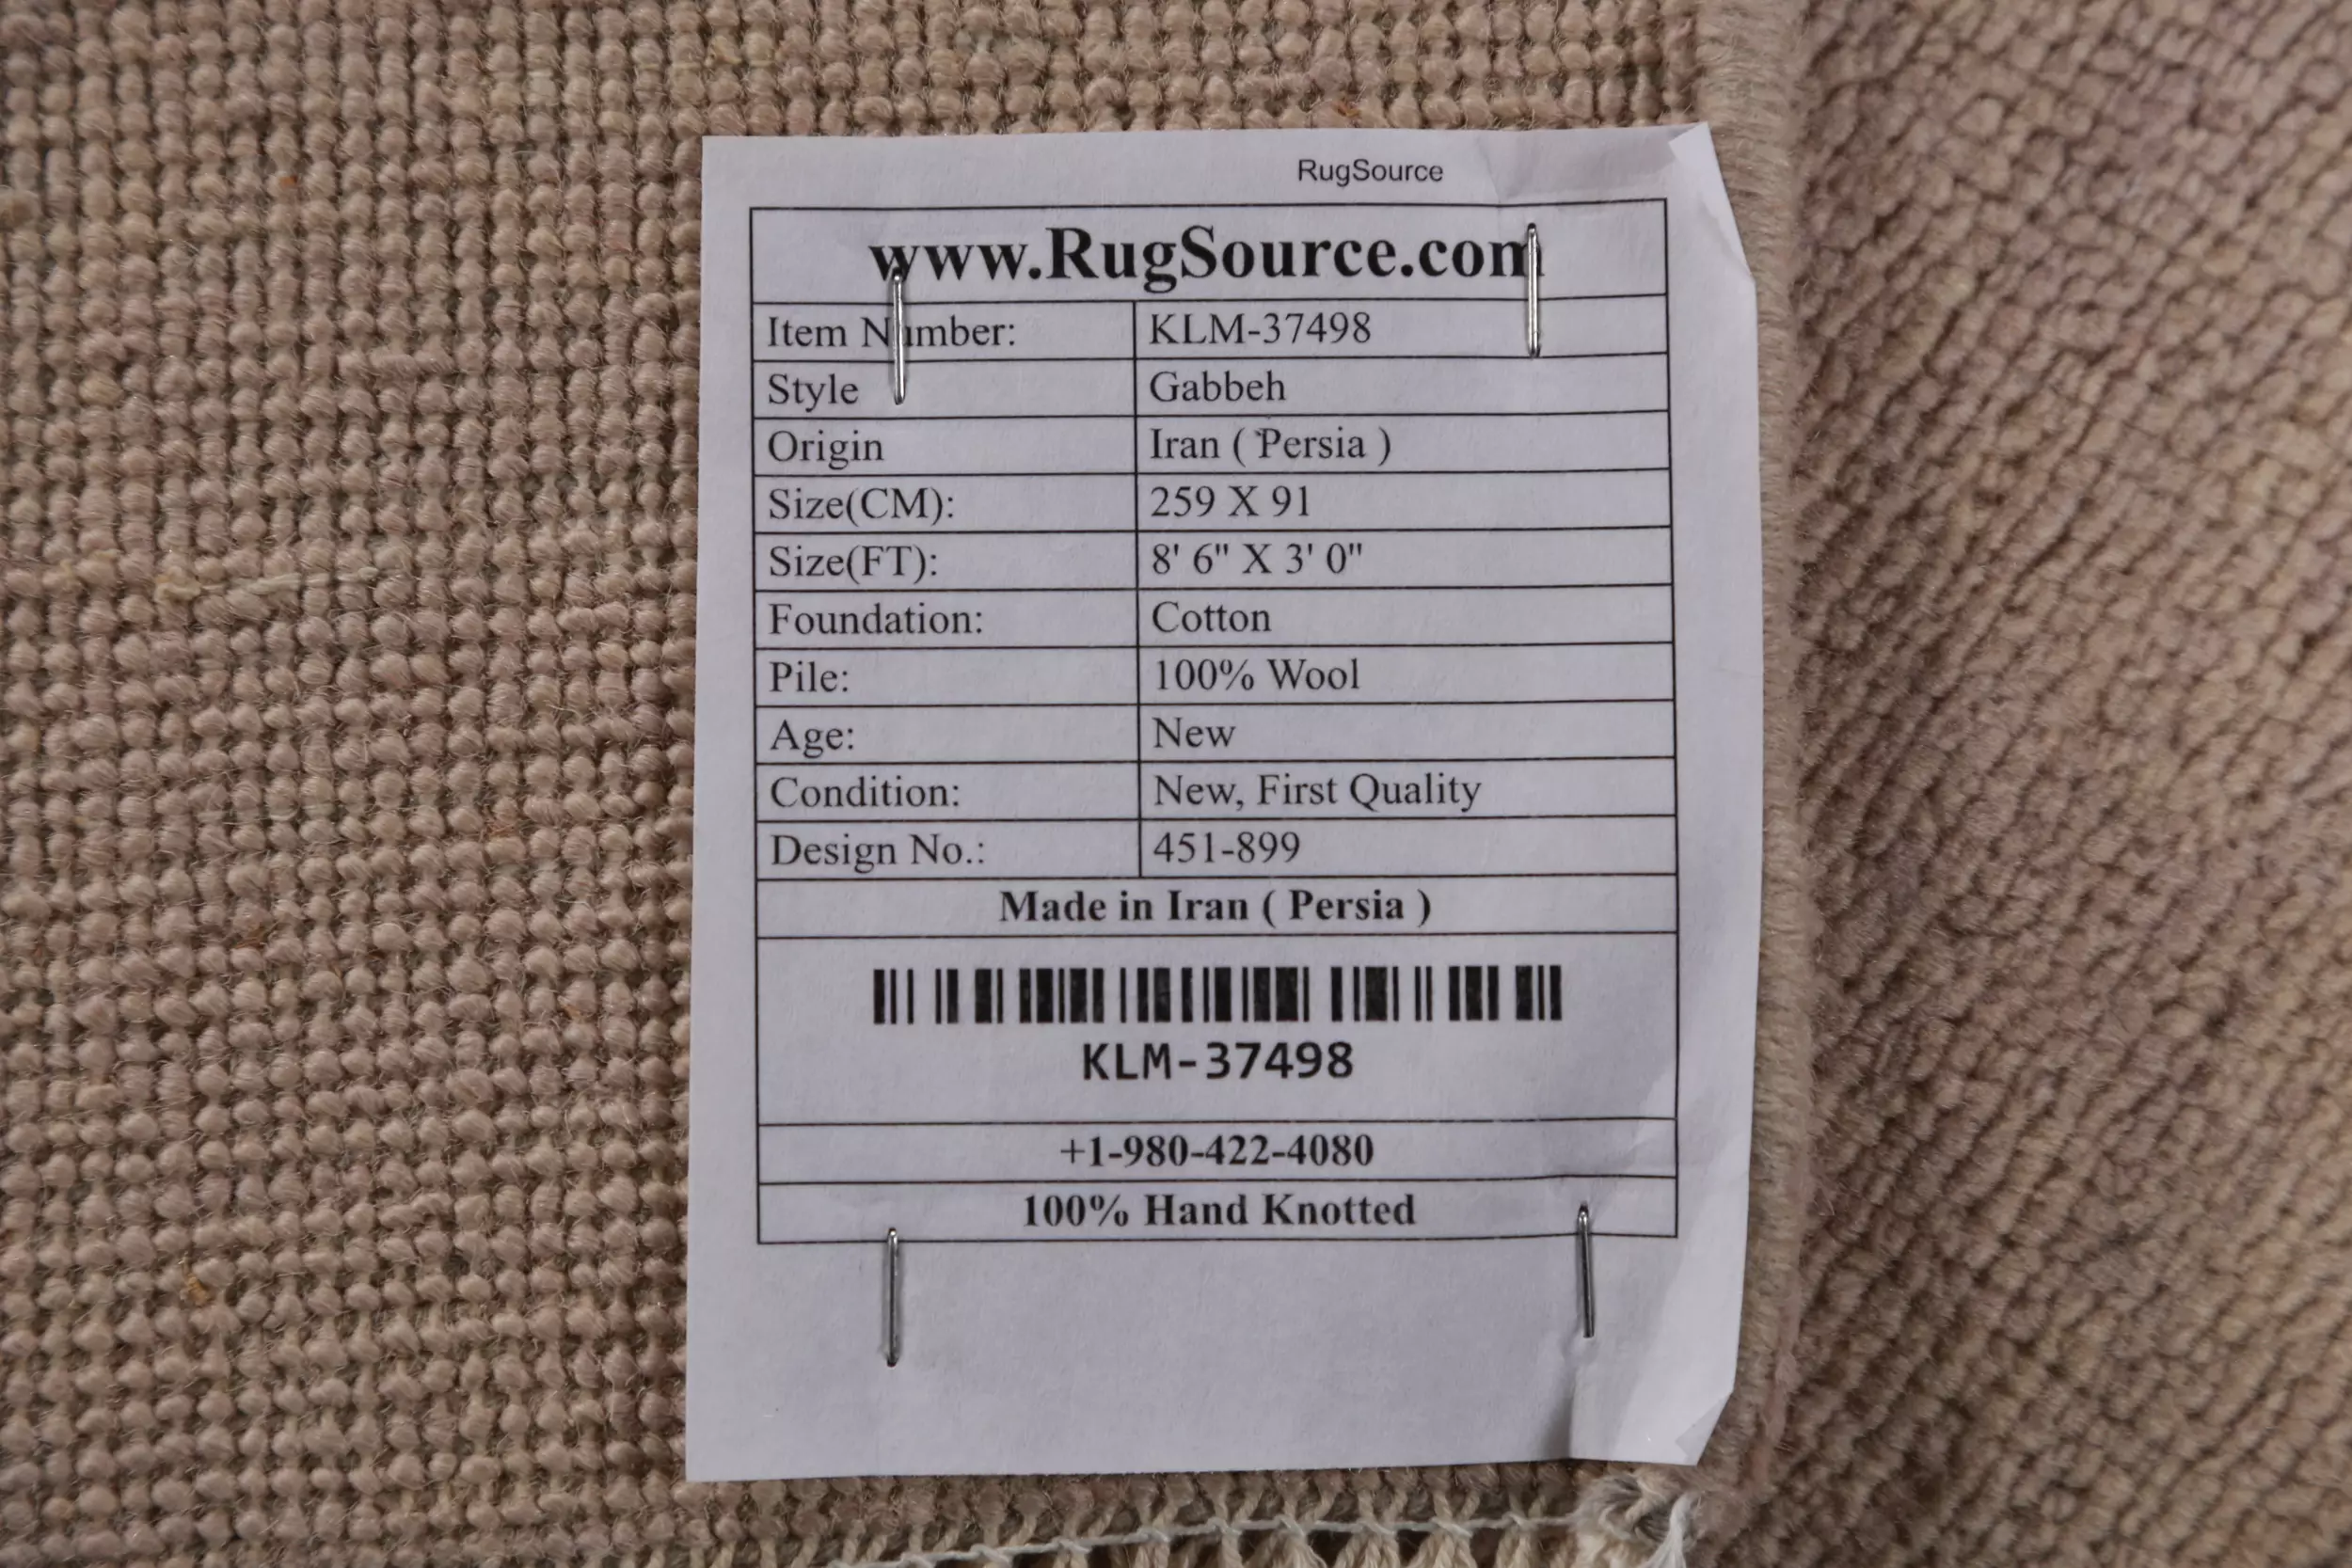 RugSource
www.RugSource.com
Item Number: KLM-37498
Style Gabbeh
Origin Iran ( Persia )
Size(CM): 259 X 91
Size(FT): 8' 6" X 3' 0"
Foundation: Cotton
Pile: 100% Wool
Age: New
Condition: New, First Quality
Design No.: 451-899
Made in Iran ( Persia )
KLM-37498
+1-980-422-4080
100% Hand Knotted